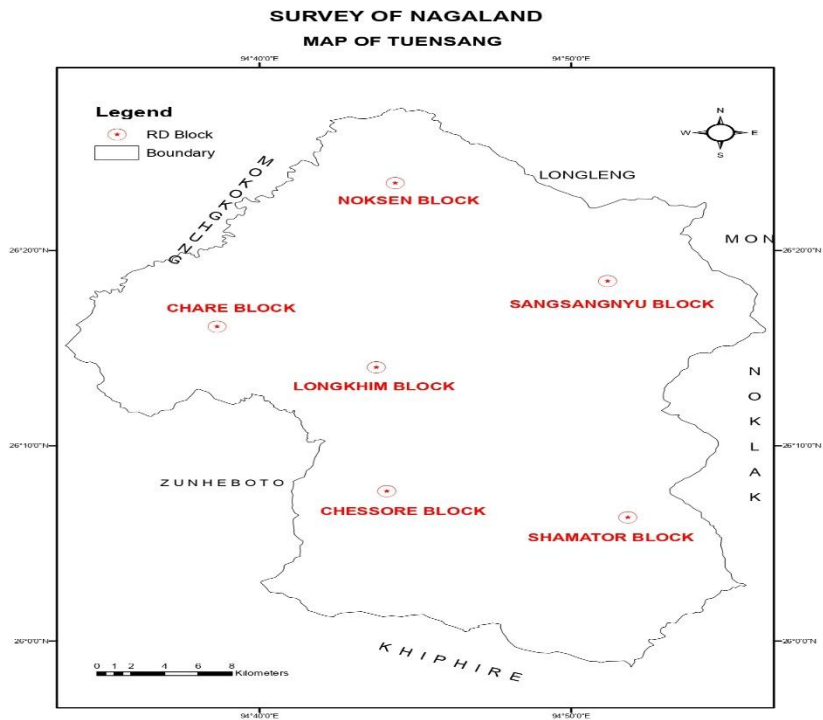 SURVEY OF NAGALAND
MAP OF TUENSANG
94°40'0"E
94°50'0"E
Legend
RD Block
Boundary
N
W
E
S
MOKOKGHUNG
LONGLENG
NOKSEN BLOCK
MON
26°20'0"N
26°20'0"N
SANGSANGNYU BLOCK
CHARE BLOCK
LONGKHIM BLOCK
NOKLAK
26°10'0"N
26°10'0"N
ZUNHEBOTO
CHESSORE BLOCK
SHAMATOR BLOCK
26°0'0"N
26°0'0"N
KHIPHIRE
0 1 2 4 6 8
Kilometers
94°40'0"E
94°50'0"E